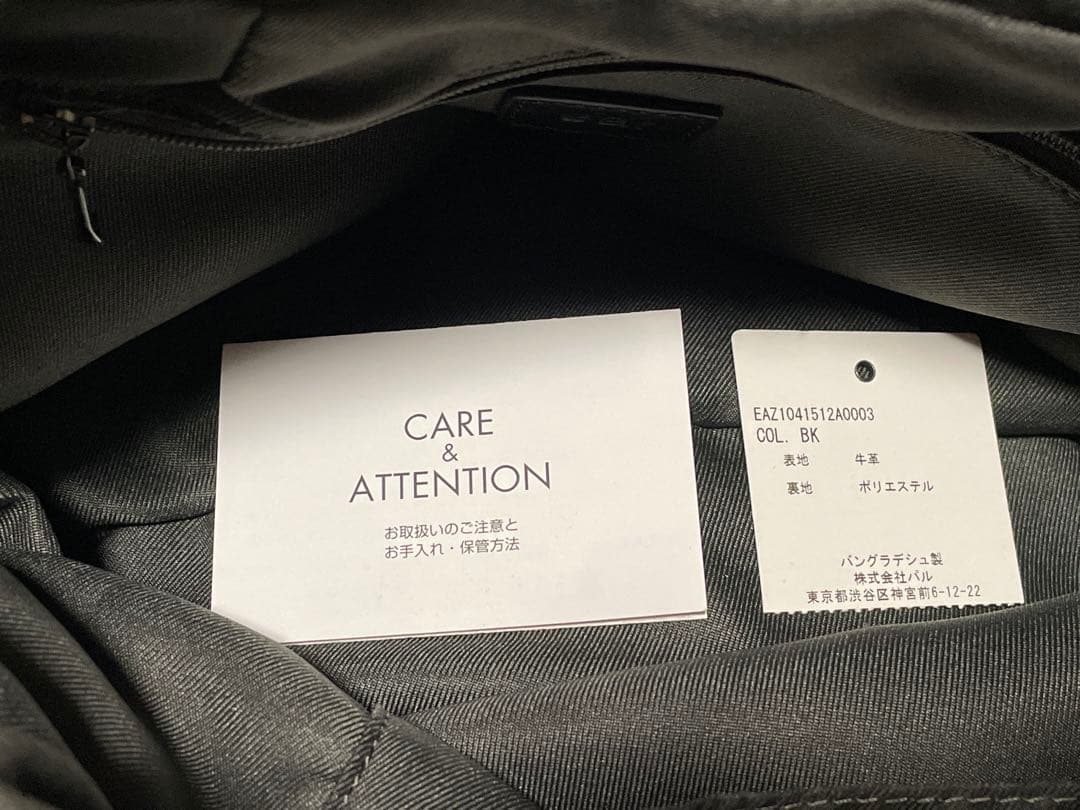 CARE
&
ATTENTION
お取扱いのご注意と
お手入れ・保管方法
EAZ1041512A0003
COL. BK
表地 牛革
裏地 ポリエステル
バングラデシュ製
株式会社パル
東京都渋谷区神宮前6-12-22